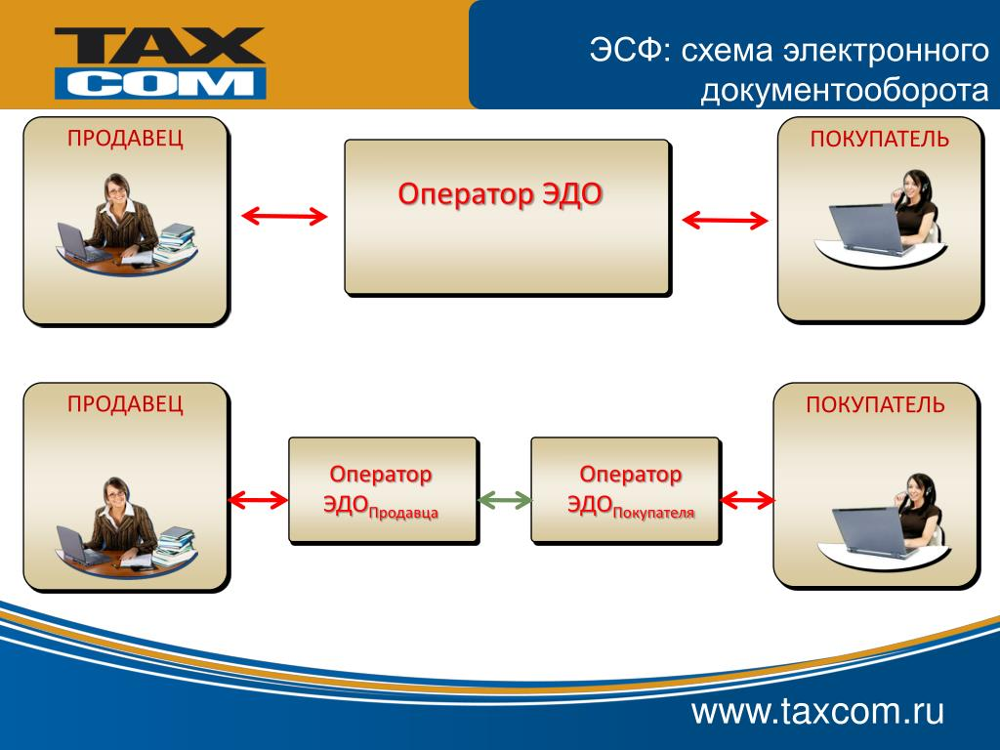 TAX
COM
ЭСФ: схема электронного
документооборота
ПРОДАВЕЦ
Оператор ЭДО
ПОКУПАТЕЛЬ
ПРОДАВЕЦ
Оператор
ЭДОПродавца
Оператор
ЭДОПокупателя
ПОКУПАТЕЛЬ
www.taxcom.ru